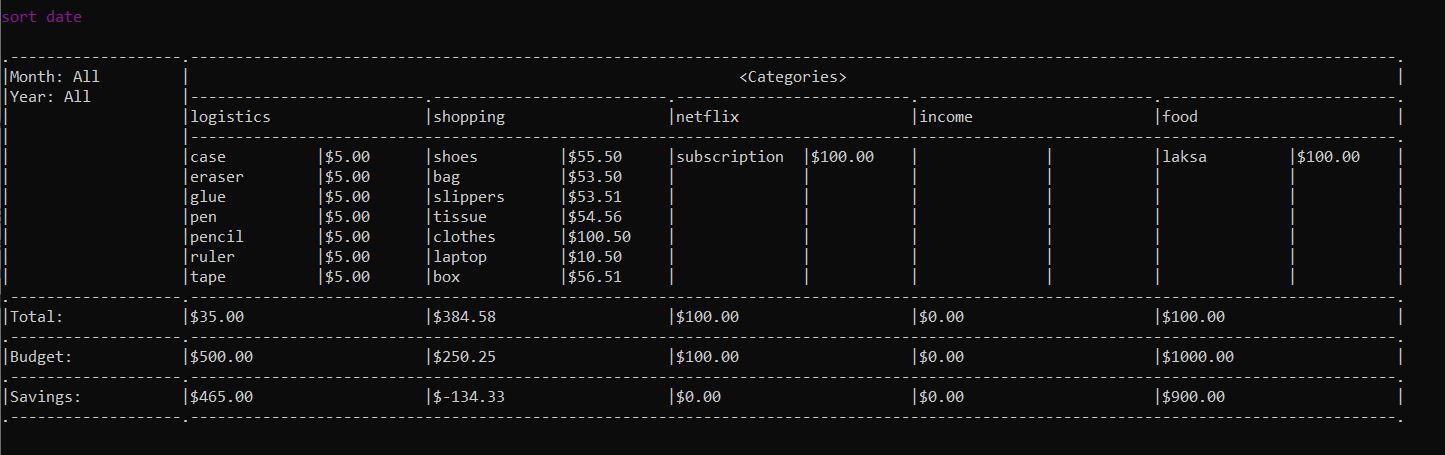 sort date
.-------------------.--------------------------------------------------------------------------------------------------------------------------------------.
|Month: All         |                                                             <Categories>                                                             |
|Year: All          |--------------------------.--------------------------.--------------------------.--------------------------.--------------------------.
|                   |logistics                 |shopping                  |netflix                   |income                    |food                      |
|                   |--------------------------------------------------------------------------------------------------------------------------------------.
|                   |case          |$5.00      |shoes         |$55.50     |subscription  |$100.00    |              |           |laksa         |$100.00    |
|                   |eraser        |$5.00      |bag           |$53.50     |              |           |              |           |              |           |
|                   |glue          |$5.00      |slippers      |$53.51     |              |           |              |           |              |           |
|                   |pen           |$5.00      |tissue        |$54.56     |              |           |              |           |              |           |
|                   |pencil        |$5.00      |clothes       |$100.50    |              |           |              |           |              |           |
|                   |ruler         |$5.00      |laptop        |$10.50     |              |           |              |           |              |           |
|                   |tape          |$5.00      |box           |$56.51     |              |           |              |           |              |           |
.-------------------.--------------------------------------------------------------------------------------------------------------------------------------.
|Total:             |$35.00                    |$384.58                   |$100.00                   |$0.00                     |$100.00                   |
.-------------------.--------------------------------------------------------------------------------------------------------------------------------------.
|Budget:            |$500.00                   |$250.25                   |$100.00                   |$0.00                     |$1000.00                  |
.-------------------.--------------------------------------------------------------------------------------------------------------------------------------.
|Savings:           |$465.00                   |$-134.33                  |$0.00                     |$0.00                     |$900.00                   |
.-------------------.--------------------------------------------------------------------------------------------------------------------------------------.